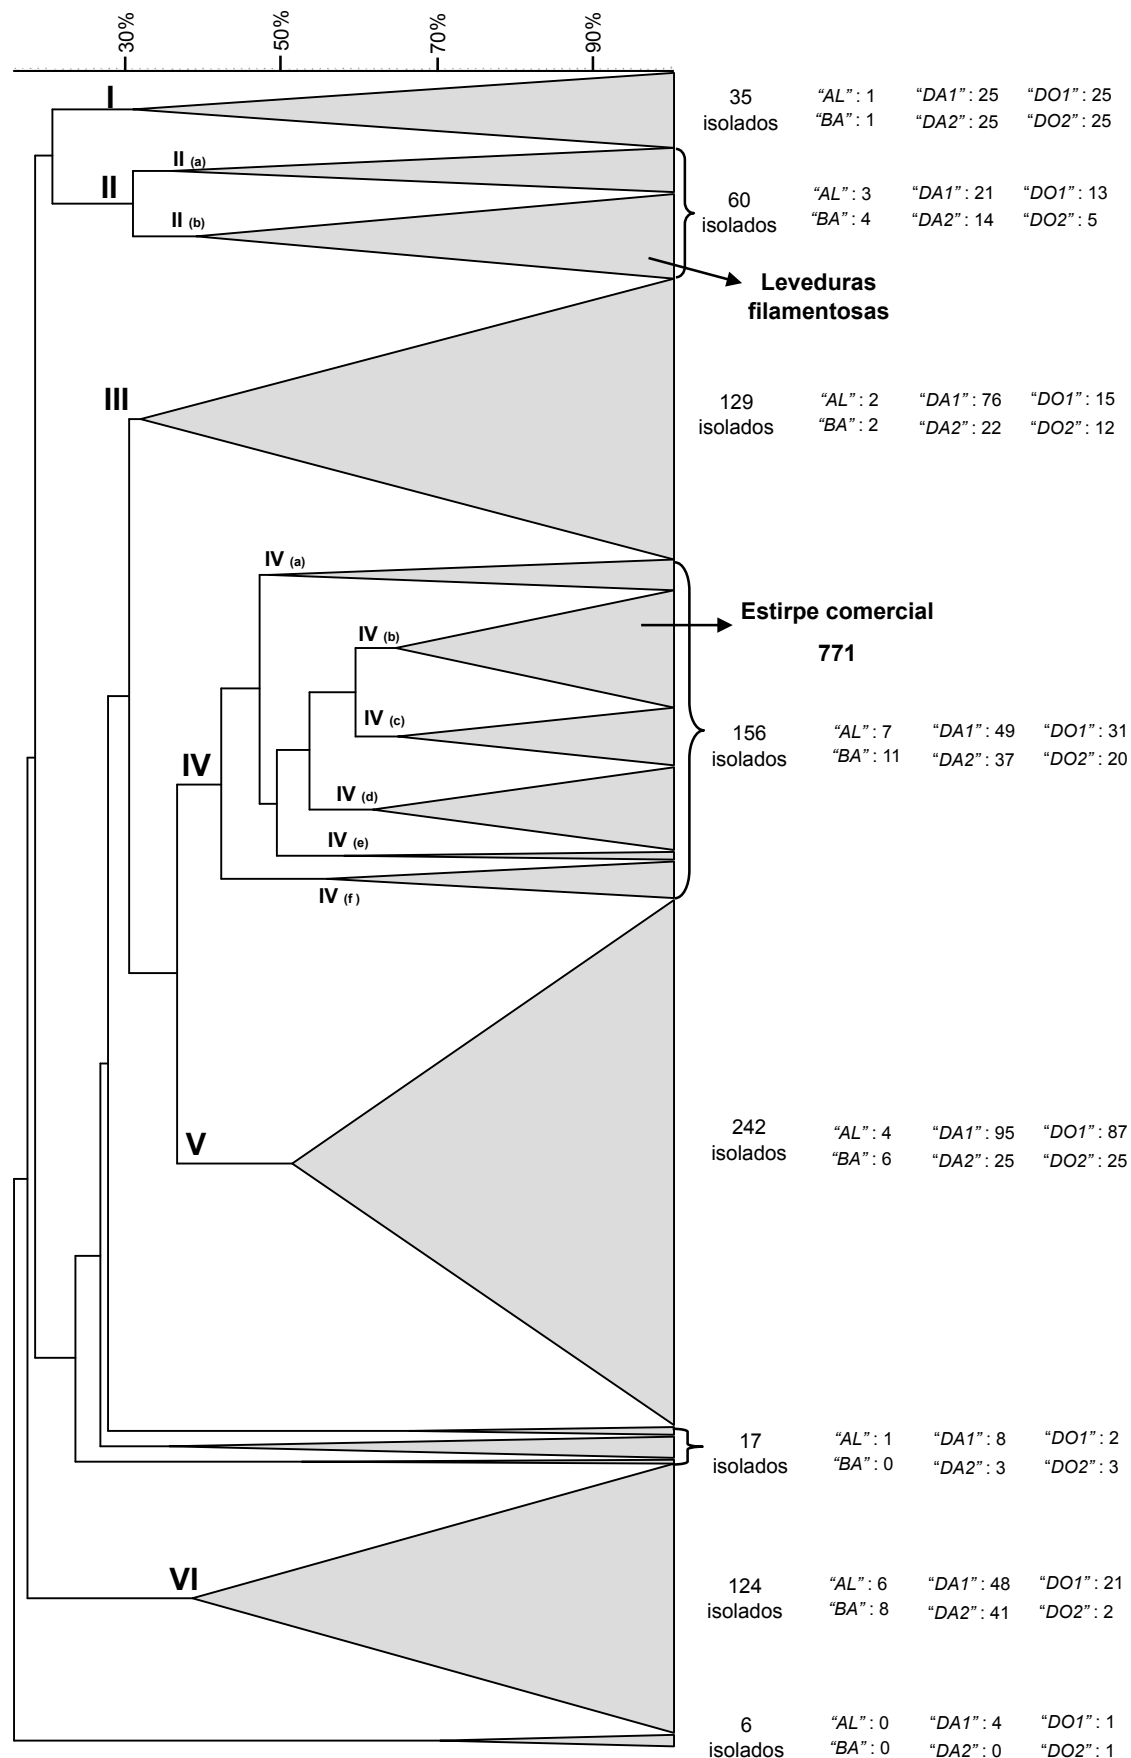 30%
50%
70%
90%
I
35
isolados
“AL” : 1 “DA1” : 25 “DO1” : 25
“BA” : 1 “DA2” : 25 “DO2” : 25
II (a)
II
II (b)
60
isolados
“AL” : 3 “DA1” : 21 “DO1” : 13
“BA” : 4 “DA2” : 14 “DO2” : 5
Leveduras
filamentosas
III
129
isolados
“AL” : 2 “DA1” : 76 “DO1” : 15
“BA” : 2 “DA2” : 22 “DO2” : 12
IV (a)
Estirpe comercial
771
IV (b)
IV (c)
IV
IV (d)
IV (e)
IV (f )
156
isolados
“AL” : 7 “DA1” : 49 “DO1” : 31
“BA” : 11 “DA2” : 37 “DO2” : 20
V
242
isolados
“AL” : 4 “DA1” : 95 “DO1” : 87
“BA” : 6 “DA2” : 25 “DO2” : 25
17
isolados
“AL” : 1 “DA1” : 8 “DO1” : 2
“BA” : 0 “DA2” : 3 “DO2” : 3
VI
124
isolados
“AL” : 6 “DA1” : 48 “DO1” : 21
“BA” : 8 “DA2” : 41 “DO2” : 2
6
isolados
“AL” : 0 “DA1” : 4 “DO1” : 1
“BA” : 0 “DA2” : 0 “DO2” : 1